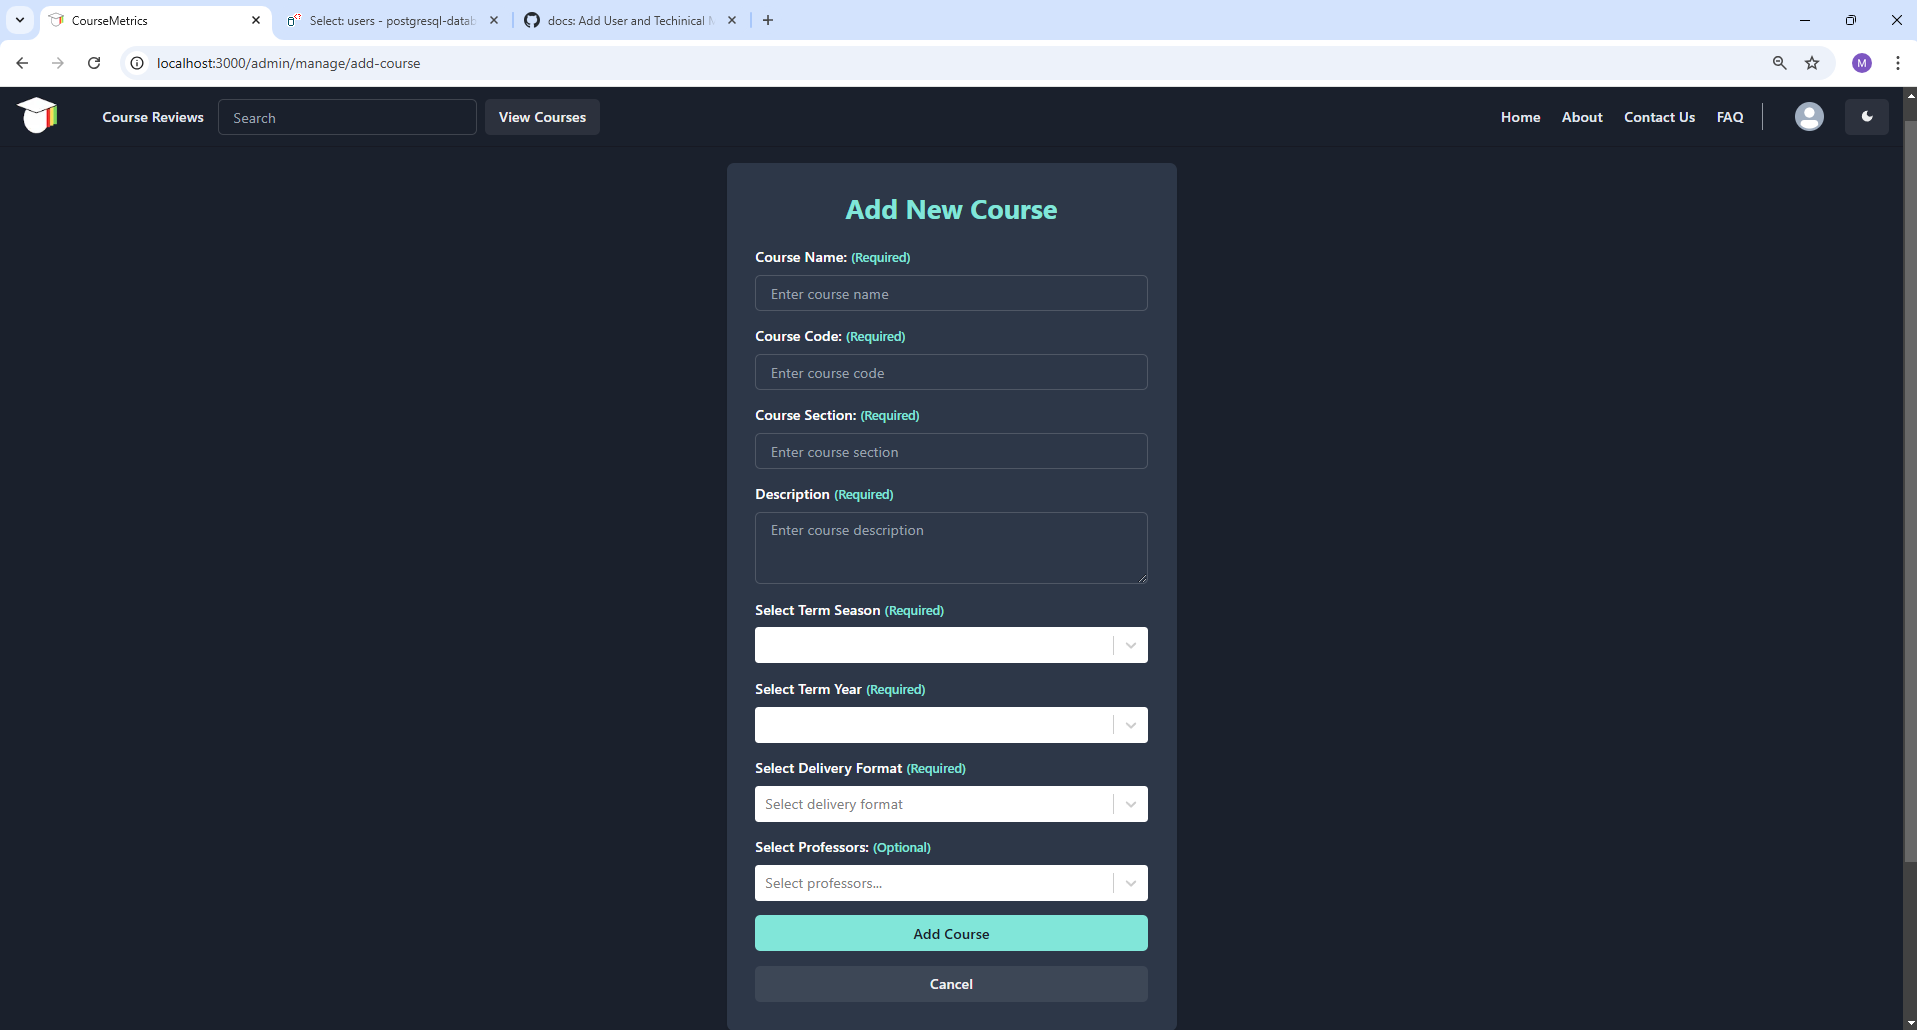 CourseMetrics
Select: users - postgresql-datab
docs: Add User and Techinical M
localhost:3000/admin/manage/add-course
M
Course Reviews
Search
View Courses
Home
About
Contact Us
FAQ
Add New Course
Course Name: (Required)
Enter course name
Course Code: (Required)
Enter course code
Course Section: (Required)
Enter course section
Description (Required)
Enter course description
Select Term Season (Required)
Select Term Year (Required)
Select Delivery Format (Required)
Select delivery format
Select Professors: (Optional)
Select professors...
Add Course
Cancel